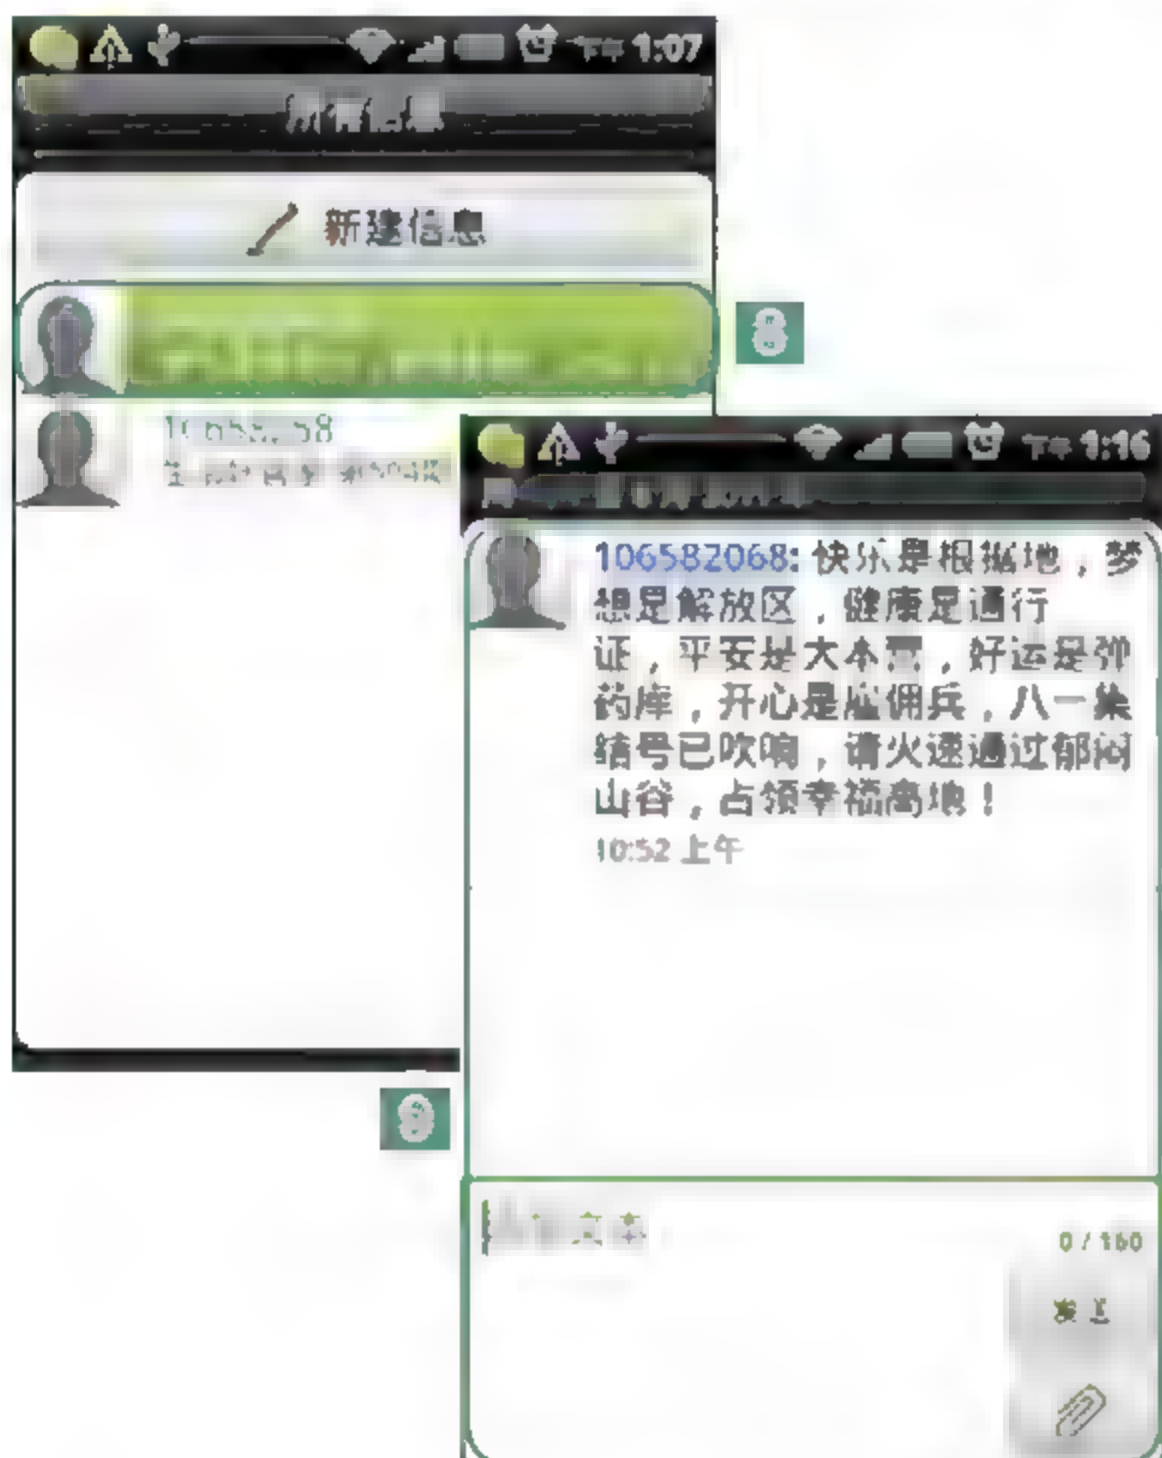 下午 1:07
所有信息
新建信息
8
下午 1:16
106582068: 快乐是根据地，梦
想是解放区，健康是通行
证，平安是大本营，好运是弹
药库，开心是雇佣兵，八一集
结号已吹响，请火速通过郁闷
山谷，占领幸福高地！
10:52 上午
9
0 / 160
发送